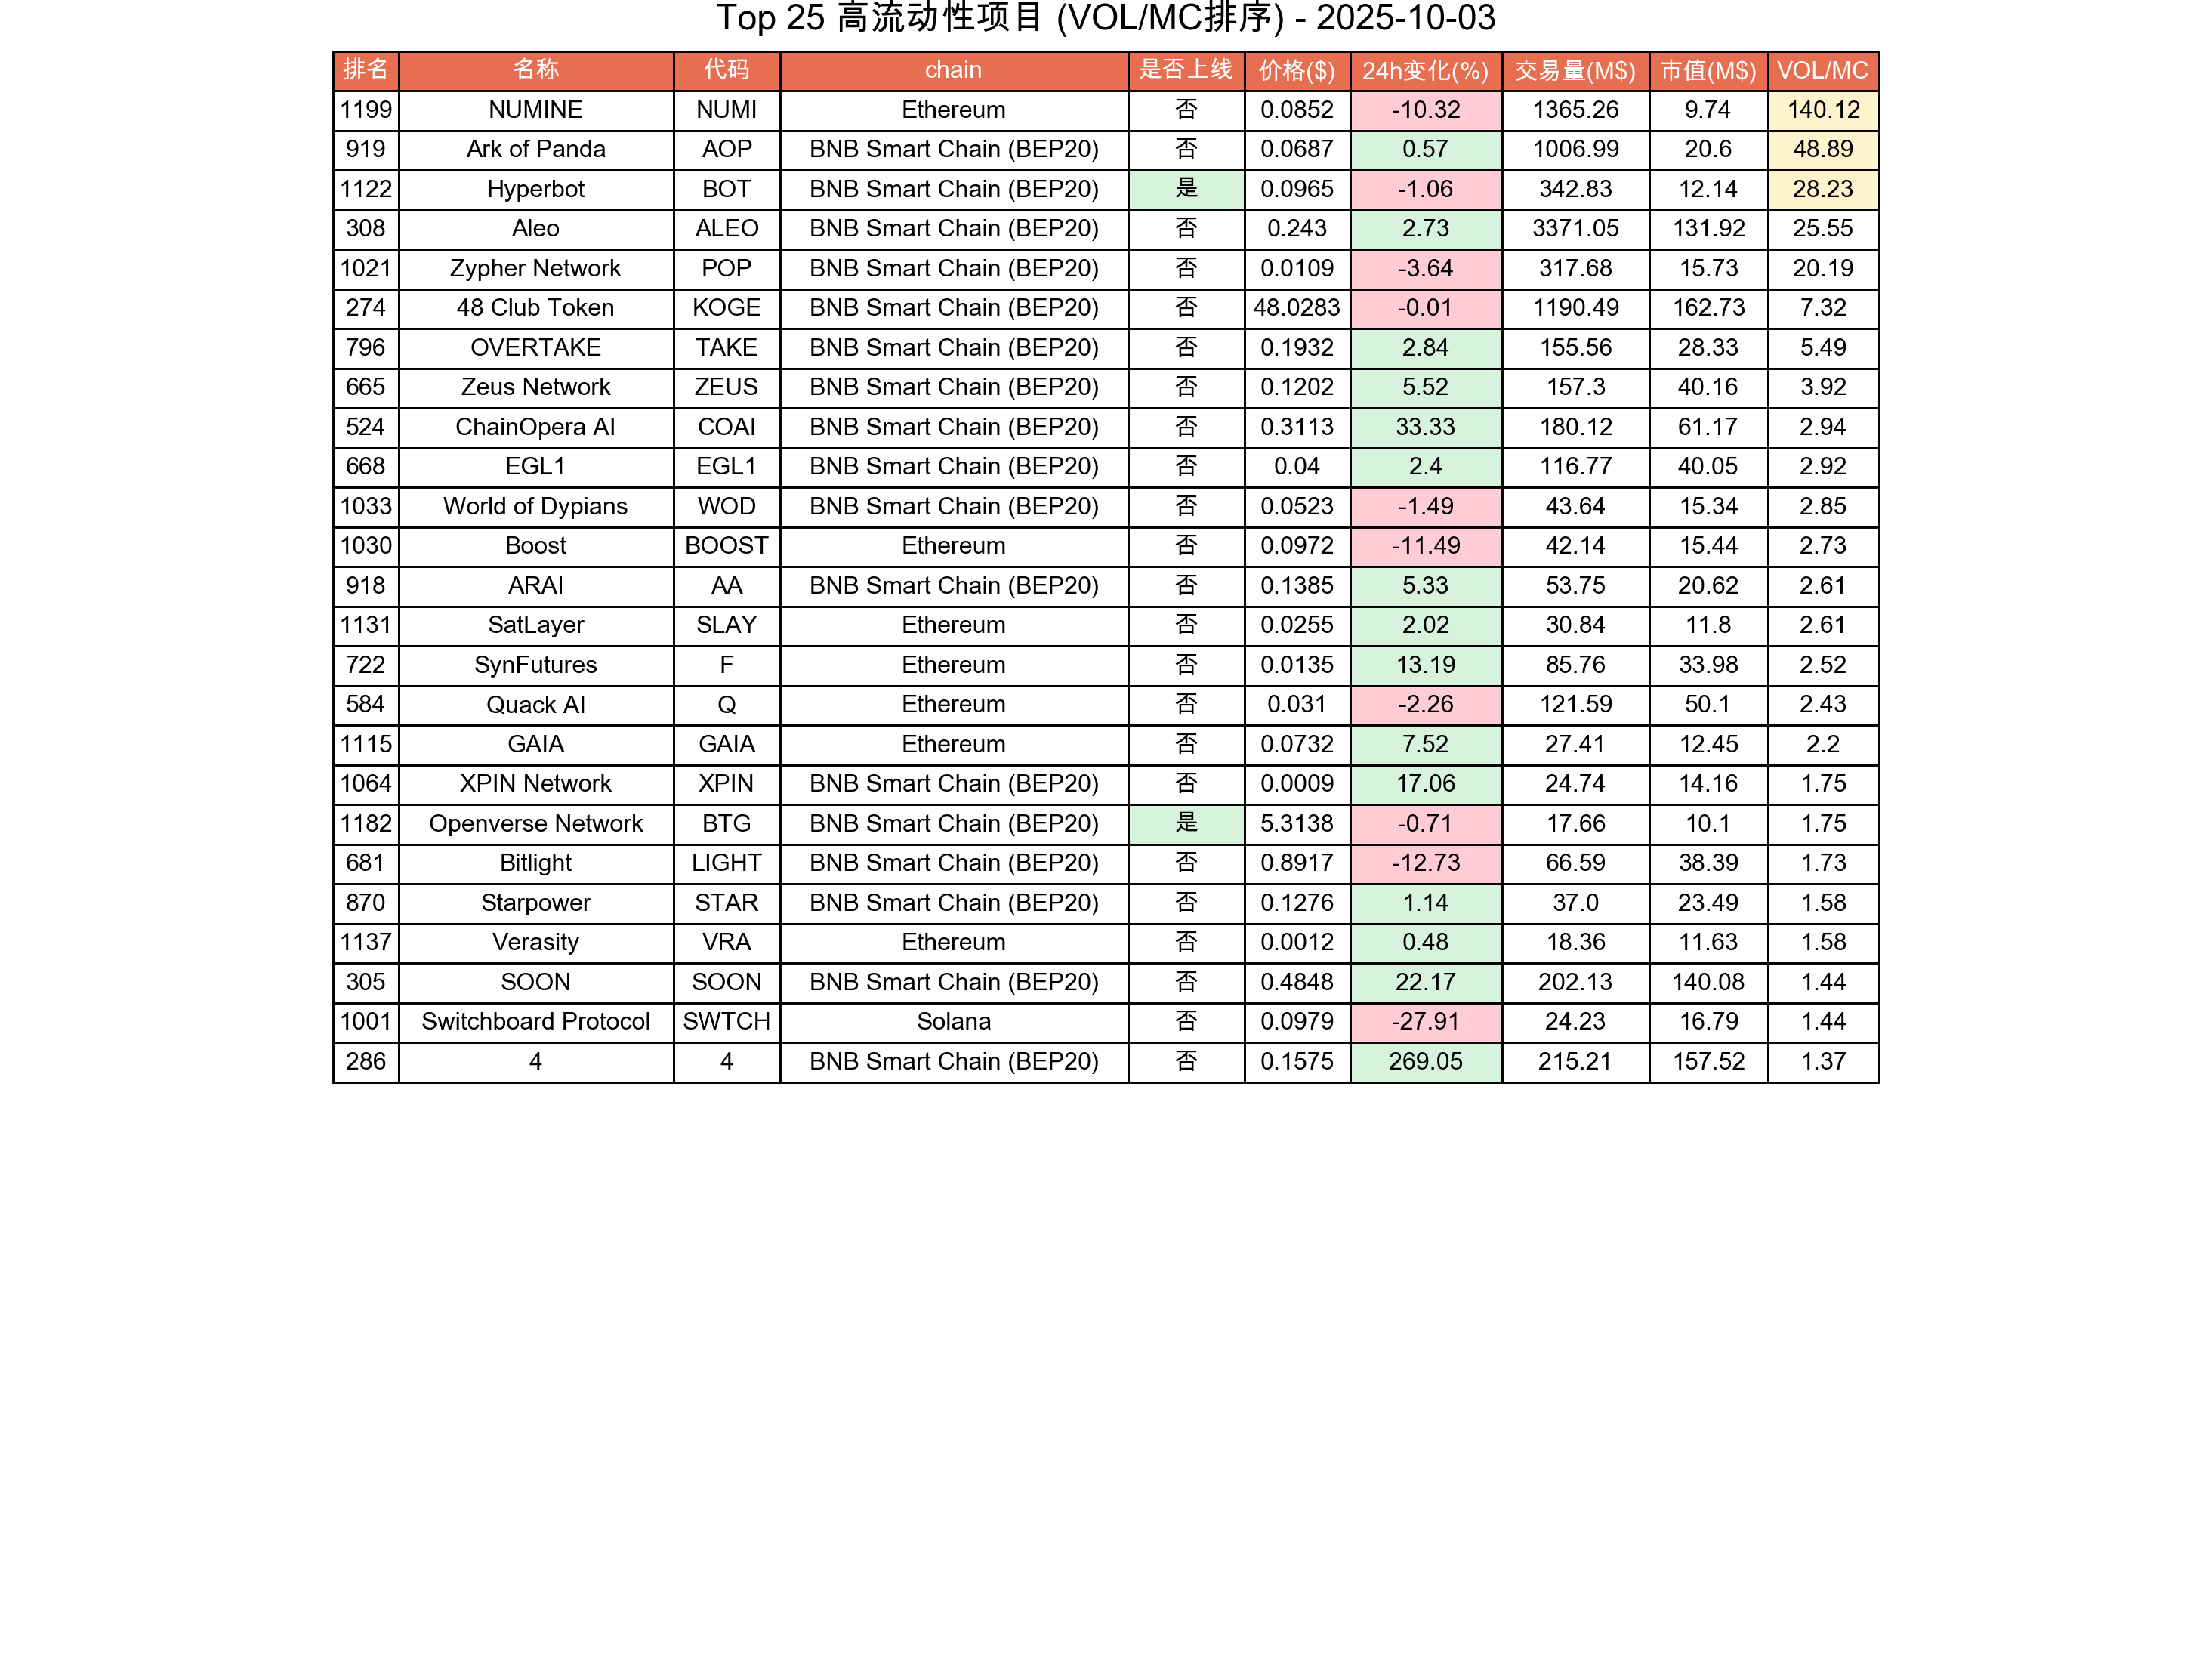 Top 25 高流动性项目 (VOL/MC排序) - 2025-10-03
排名 名称 代码 chain 是否上线 价格($) 24h变化(%) 交易量(M$) 市值(M$) VOL/MC
1199 NUMINE NUMI Ethereum 否 0.0852 -10.32 1365.26 9.74 140.12
919 Ark of Panda AOP BNB Smart Chain (BEP20) 否 0.0687 0.57 1006.99 20.6 48.89
1122 Hyperbot BOT BNB Smart Chain (BEP20) 是 0.0965 -1.06 342.83 12.14 28.23
308 Aleo ALEO BNB Smart Chain (BEP20) 否 0.243 2.73 3371.05 131.92 25.55
1021 Zypher Network POP BNB Smart Chain (BEP20) 否 0.0109 -3.64 317.68 15.73 20.19
274 48 Club Token KOGE BNB Smart Chain (BEP20) 否 48.0283 -0.01 1190.49 162.73 7.32
796 OVERTAKE TAKE BNB Smart Chain (BEP20) 否 0.1932 2.84 155.56 28.33 5.49
665 Zeus Network ZEUS BNB Smart Chain (BEP20) 否 0.1202 5.52 157.3 40.16 3.92
524 ChainOpera AI COAI BNB Smart Chain (BEP20) 否 0.3113 33.33 180.12 61.17 2.94
668 EGL1 EGL1 BNB Smart Chain (BEP20) 否 0.04 2.4 116.77 40.05 2.92
1033 World of Dypians WOD BNB Smart Chain (BEP20) 否 0.0523 -1.49 43.64 15.34 2.85
1030 Boost BOOST Ethereum 否 0.0972 -11.49 42.14 15.44 2.73
918 ARAI AA BNB Smart Chain (BEP20) 否 0.1385 5.33 53.75 20.62 2.61
1131 SatLayer SLAY Ethereum 否 0.0255 2.02 30.84 11.8 2.61
722 SynFutures F Ethereum 否 0.0135 13.19 85.76 33.98 2.52
584 Quack AI Q Ethereum 否 0.031 -2.26 121.59 50.1 2.43
1115 GAIA GAIA Ethereum 否 0.0732 7.52 27.41 12.45 2.2
1064 XPIN Network XPIN BNB Smart Chain (BEP20) 否 0.0009 17.06 24.74 14.16 1.75
1182 Openverse Network BTG BNB Smart Chain (BEP20) 是 5.3138 -0.71 17.66 10.1 1.75
681 Bitlight LIGHT BNB Smart Chain (BEP20) 否 0.8917 -12.73 66.59 38.39 1.73
870 Starpower STAR BNB Smart Chain (BEP20) 否 0.1276 1.14 37.0 23.49 1.58
1137 Verasity VRA Ethereum 否 0.0012 0.48 18.36 11.63 1.58
305 SOON SOON BNB Smart Chain (BEP20) 否 0.4848 22.17 202.13 140.08 1.44
1001 Switchboard Protocol SWTCH Solana 否 0.0979 -27.91 24.23 16.79 1.44
286 4 4 BNB Smart Chain (BEP20) 否 0.1575 269.05 215.21 157.52 1.37